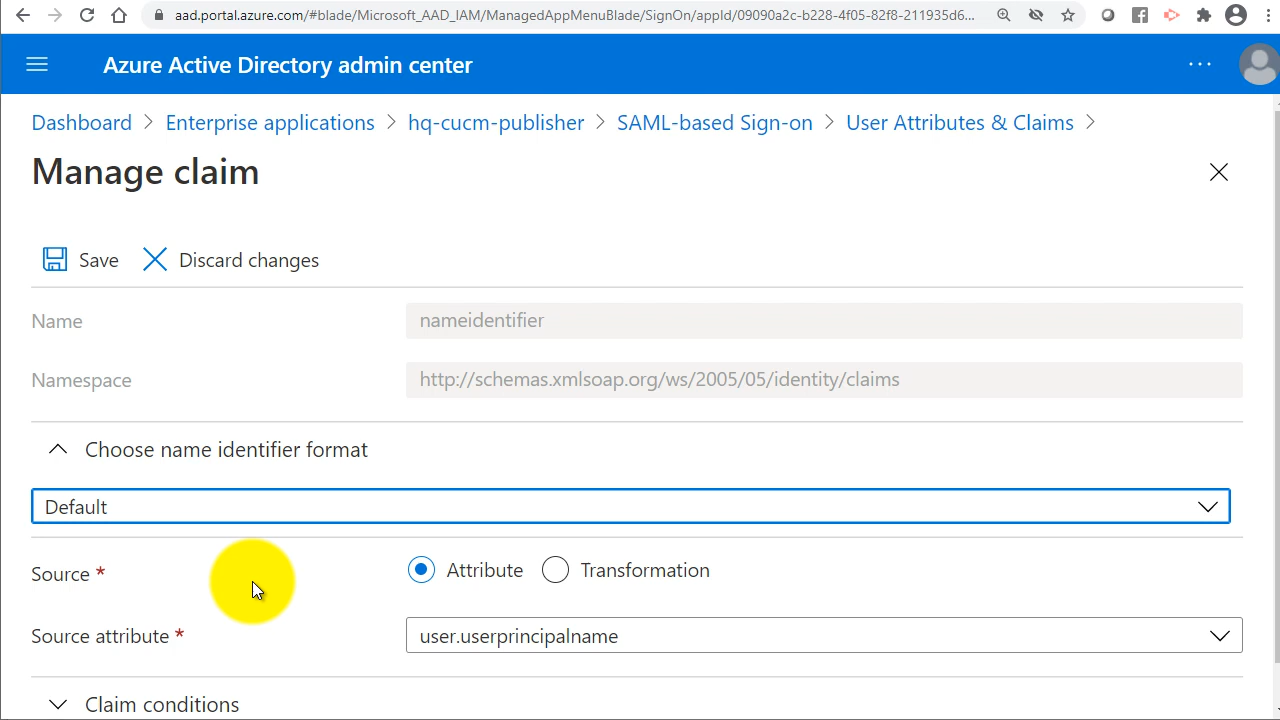 aad.portal.azure.com/#blade/Microsoft_AAD_IAM/ManagedAppMenuBlade/SignOn/appId/00090a2a-b228-4f05-82f8-211935d6...
Azure Active Directory admin center
Dashboard > Enterprise applications > hq-cucm-publisher > SAML-based Sign-on > User Attributes & Claims >
Manage claim
Save Discard changes
Name nameidentifier
Namespace http://schemas.xmlsoap.org/ws/2005/05/identity/claims
Choose name identifier format
Default
Source * Attribute Transformation
Source attribute * user.userprincipalname
Claim conditions